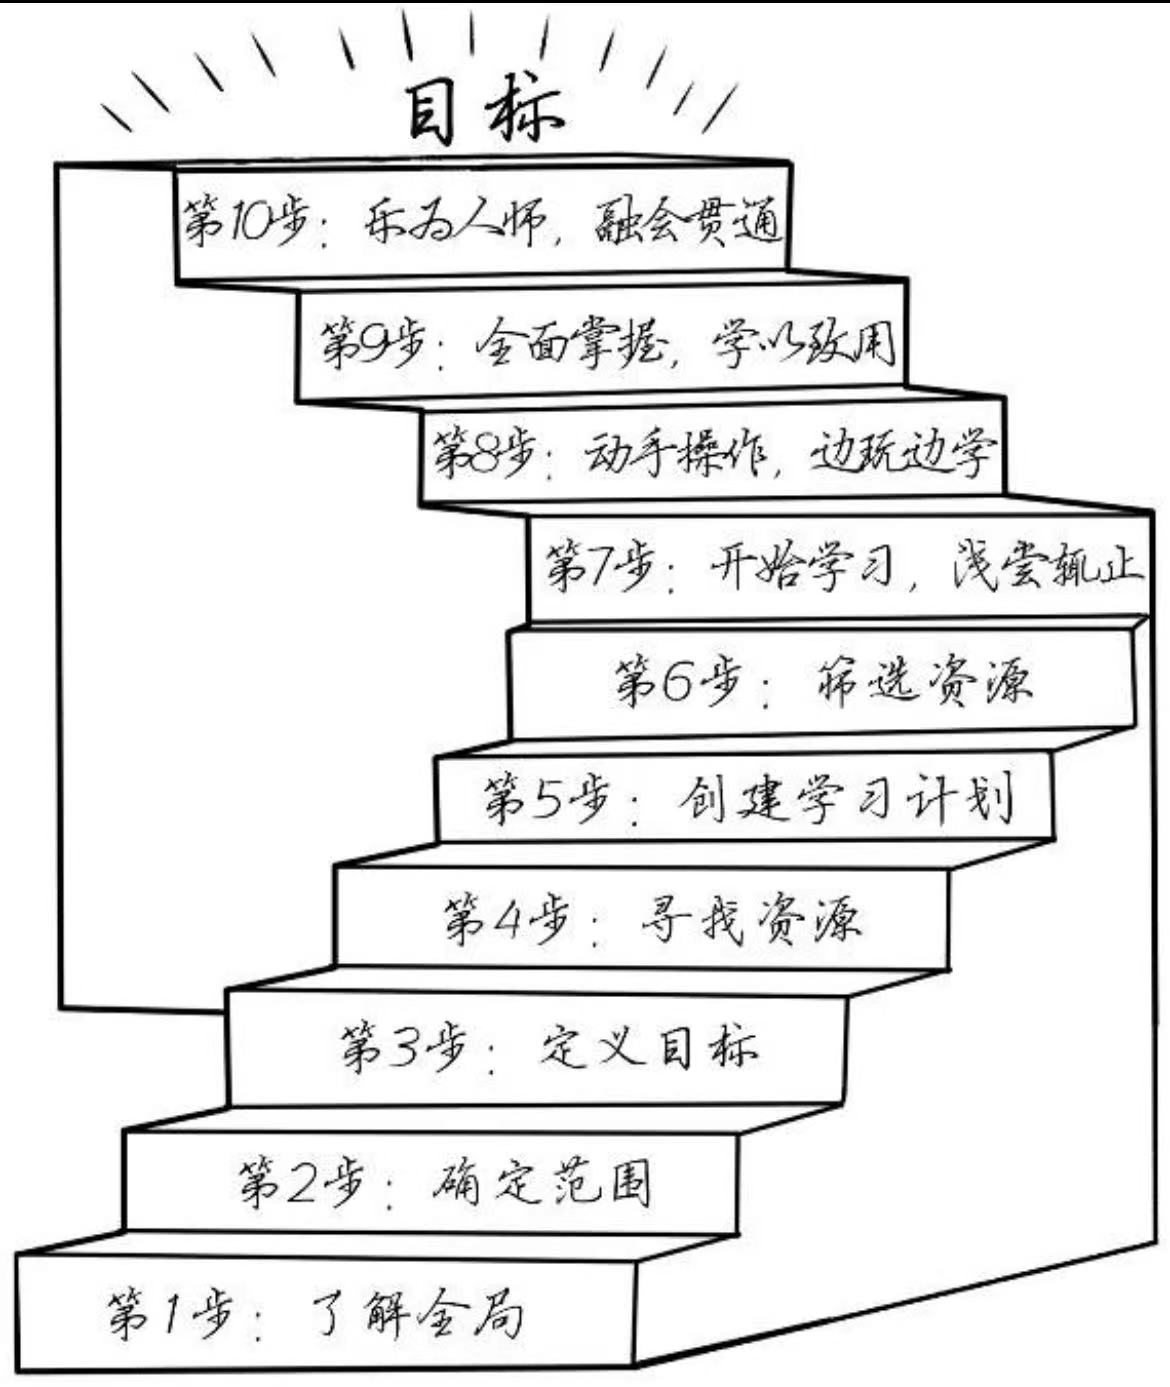 目标
第10步：乐为人师，融会贯通
第9步：全面掌握，学以致用
第8步：动手操作，边玩边学
第7步：开始学习，浅尝辄止
第6步：筛选资源
第5步：创建学习计划
第4步：寻找资源
第3步：定义目标
第2步：确定范围
第1步：了解全局